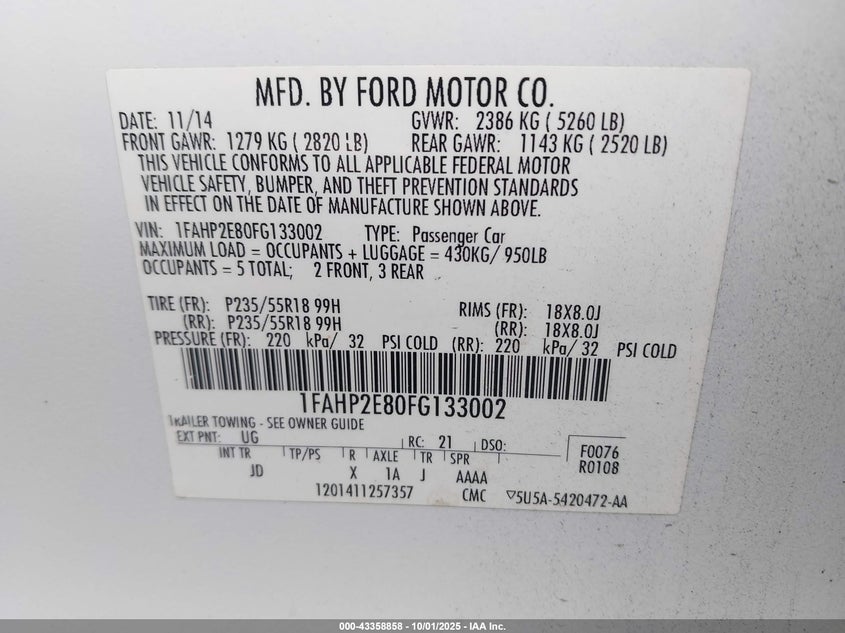 MFD. BY FORD MOTOR CO.
DATE: 11/14 GVWR: 2386 KG ( 5260 LB)
FRONT GAWR: 1279 KG ( 2820 LB) REAR GAWR: 1143 KG ( 2520 LB)
THIS VEHICLE CONFORMS TO ALL APPLICABLE FEDERAL MOTOR
VEHICLE SAFETY, BUMPER, AND THEFT PREVENTION STANDARDS
IN EFFECT ON THE DATE OF MANUFACTURE SHOWN ABOVE.
VIN: 1FAHP2E80FG133002 TYPE: Passenger Car
MAXIMUM LOAD = OCCUPANTS + LUGGAGE = 430KG/ 950LB
OCCUPANTS = 5 TOTAL; 2 FRONT, 3 REAR
TIRE (FR): P235/55R18 99H RIMS (FR): 18X8.0J
(RR): P235/55R18 99H (RR): 18X8.0J
PRESSURE (FR): 220 kPa/ 32 PSI COLD (RR): 220 kPa/ 32 PSI COLD
1FAHP2E80FG133002
TRAILER TOWING - SEE OWNER GUIDE
EXT PNT: UG RC: 21 DSO: F0076
INT TR TP/PS R AXLE TR SPR R0108
JD X 1A J AAAA
1201411257357 CMC ▽5U5A-5420472-AA
000-43358858 - 10/01/2025 - IAA Inc.